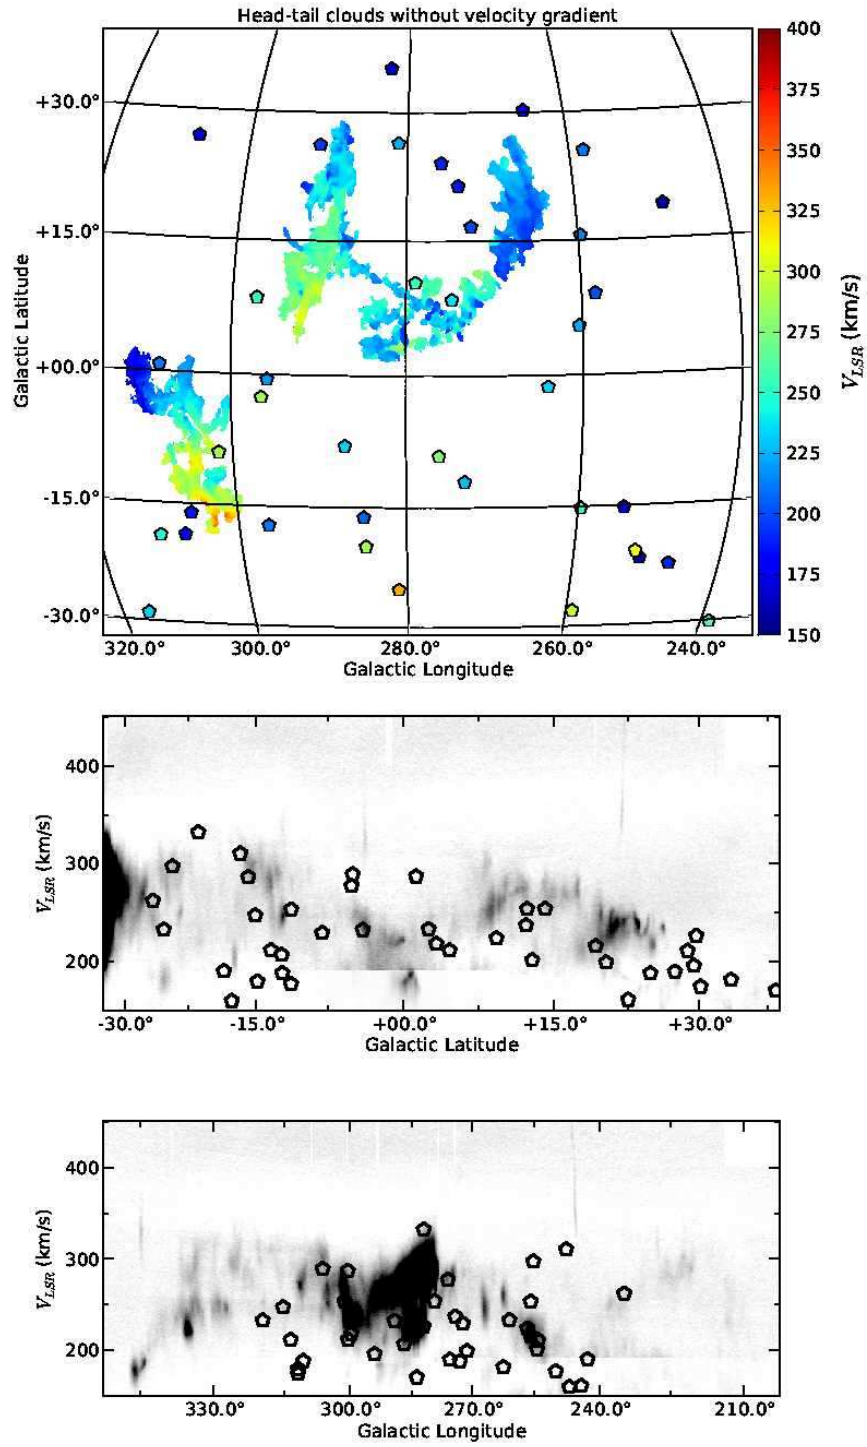 Head-tail clouds without velocity gradient
400
375
350
325
300
275
250
225
200
175
150
V_LSR (km/s)
+30.0°
+15.0°
+00.0°
-15.0°
-30.0°
Galactic Latitude
320.0° 300.0° 280.0° 260.0° 240.0°
Galactic Longitude
400
300
200
V_LSR (km/s)
-30.0° -15.0° +00.0° +15.0° +30.0°
Galactic Latitude
400
300
200
V_LSR (km/s)
330.0° 300.0° 270.0° 240.0° 210.0°
Galactic Longitude